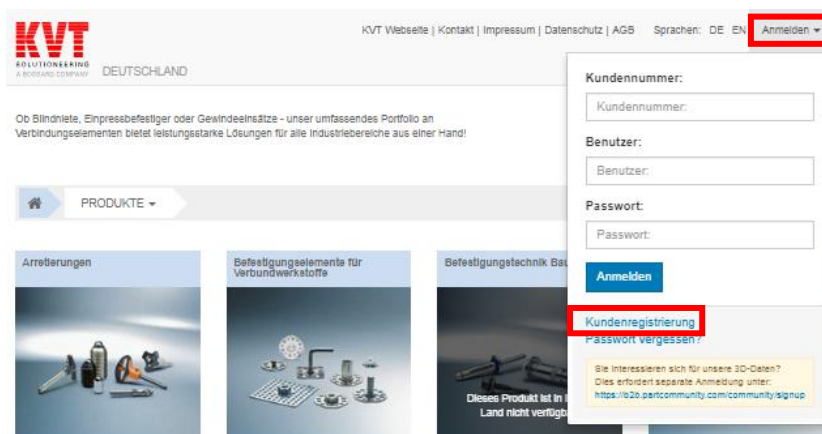 KVT
SOLUTIONEERING
A BOSSARD COMPANY
DEUTSCHLAND
KVT Webseite | Kontakt | Impressum | Datenschutz | AGB Sprachen: DE EN Anmelden
Ob Blindniete, Einpressbefestiger oder Gewindeeinsätze - unser umfassendes Portfolio an
Verbindungselementen bietet leistungsstarke Lösungen für alle Industriebereiche aus einer Hand!
PRODUKTE
Kundennummer:
Kundennummer:
Benutzer:
Benutzer:
Passwort:
Passwort:
Anmelden
Kundenregistrierung
Passwort vergessen?
Sie interessieren sich für unsere 3D-Daten?
Dies erfordert separate Anmeldung unter:
https://b2b.partcommunity.com/community/signup
Arretierungen
Befestigungselemente für
Verbundwerkstoffe
Befestigungstechnik Bau
Dieses Produkt ist in
Land nicht